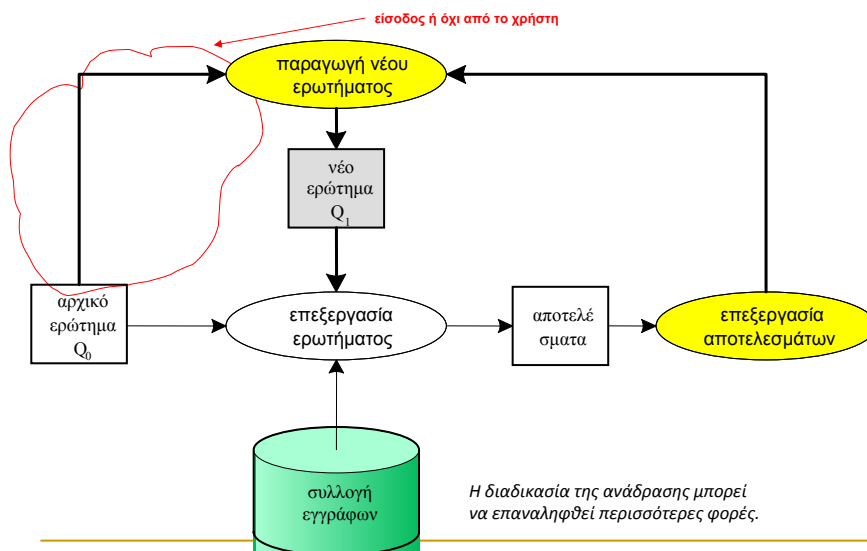 είσοδος ή όχι από το χρήστη
παραγωγή νέου
ερωτήματος
νέο
ερώτημα
Q1
αρχικό
ερώτημα
Q0
επεξεργασία
ερωτήματος
αποτελέ
σματα
επεξεργασία
αποτελεσμάτων
συλλογή
εγγράφων
Η διαδικασία της ανάδρασης μπορεί
να επαναληφθεί περισσότερες φορές.